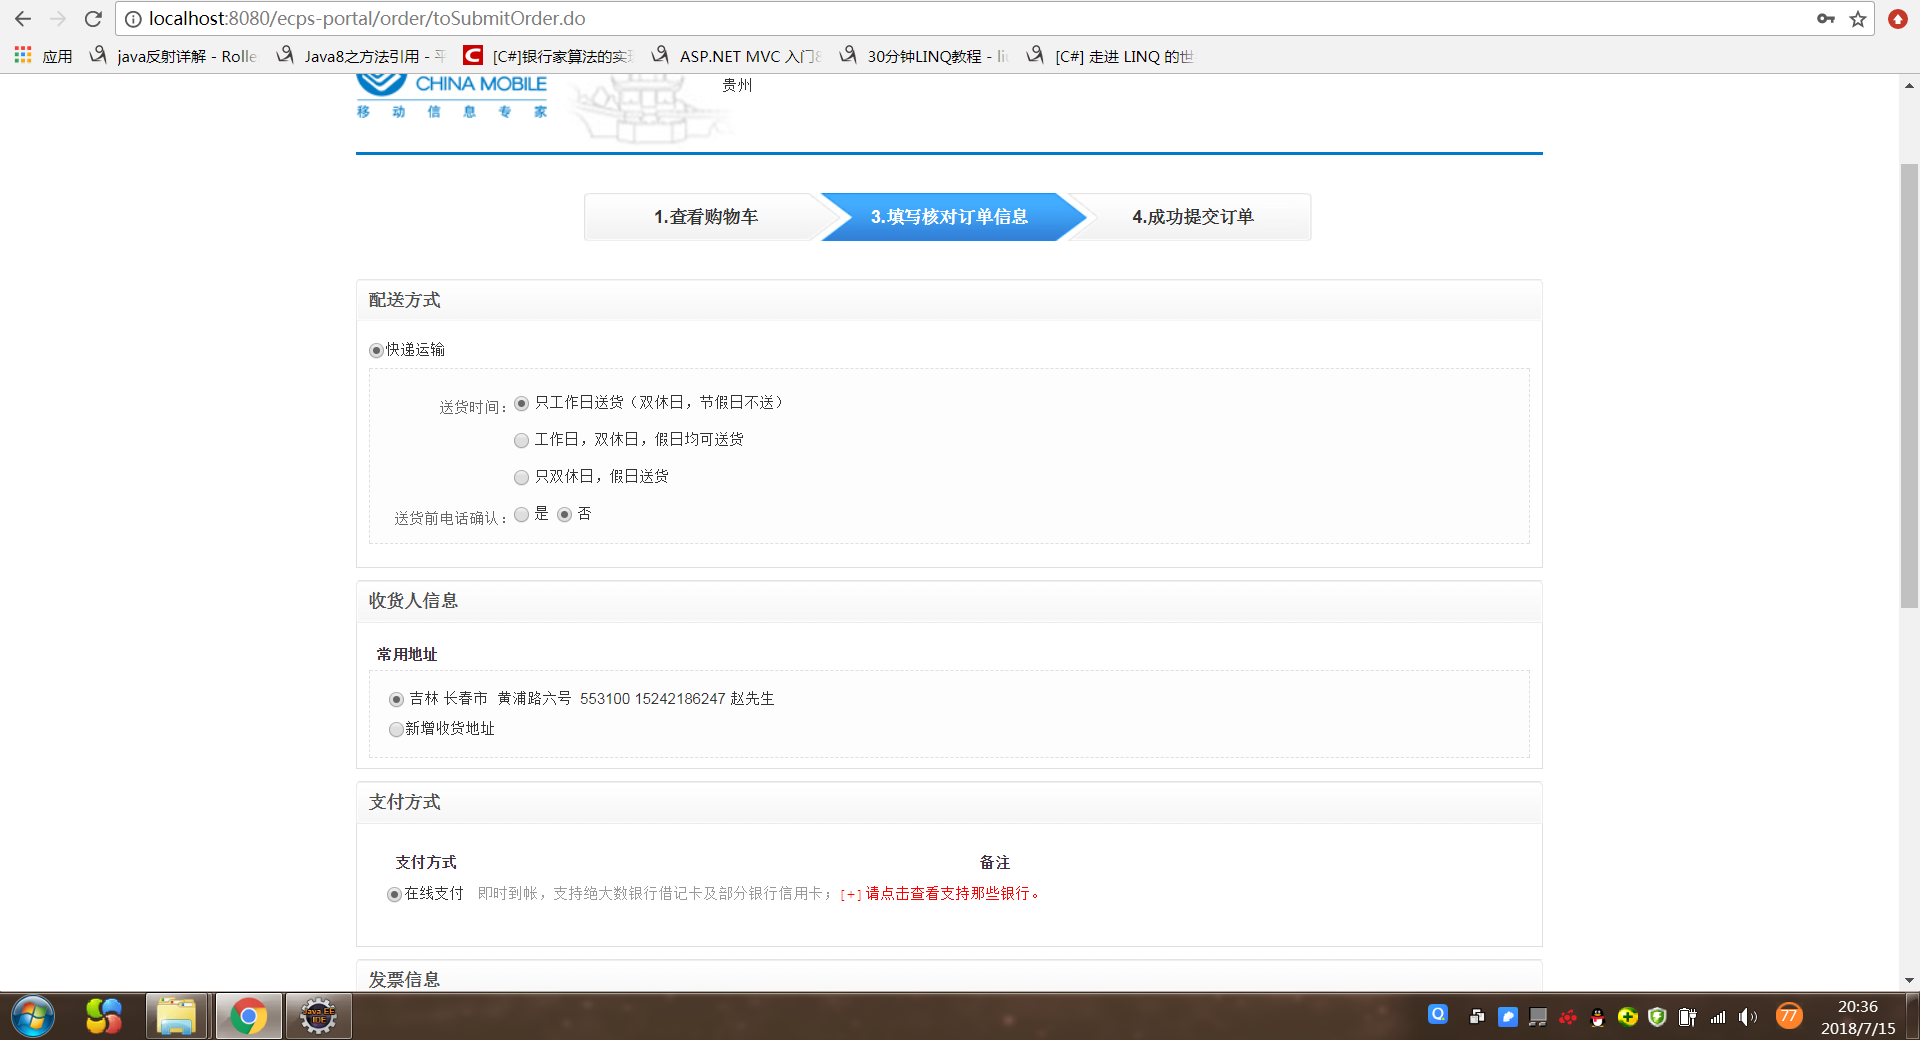 localhost:8080/ecps-portal/order/toSubmitOrder.do
应用 java反射详解 - Rolle Java8之方法引用 - 平 [C#]银行家算法的实现 ASP.NET MVC 入门8 30分钟LINQ教程 - li [C#] 走进 LINQ 的世
CHINA MOBILE
移动信息专家
贵州
1.查看购物车 3.填写核对订单信息 4.成功提交订单
配送方式
快递运输
送货时间： 只工作日送货（双休日，节假日不送）
工作日，双休日，假日均可送货
只双休日，假日送货
送货前电话确认： 是 否
收货人信息
常用地址
吉林 长春市 黄浦路六号 553100 15242186247 赵先生
新增收货地址
支付方式
支付方式 备注
在线支付 即时到帐，支持绝大数银行借记卡及部分银行信用卡； [+] 请点击查看支持那些银行。
发票信息
Java EE
IDE
77
20:36
2018/7/15